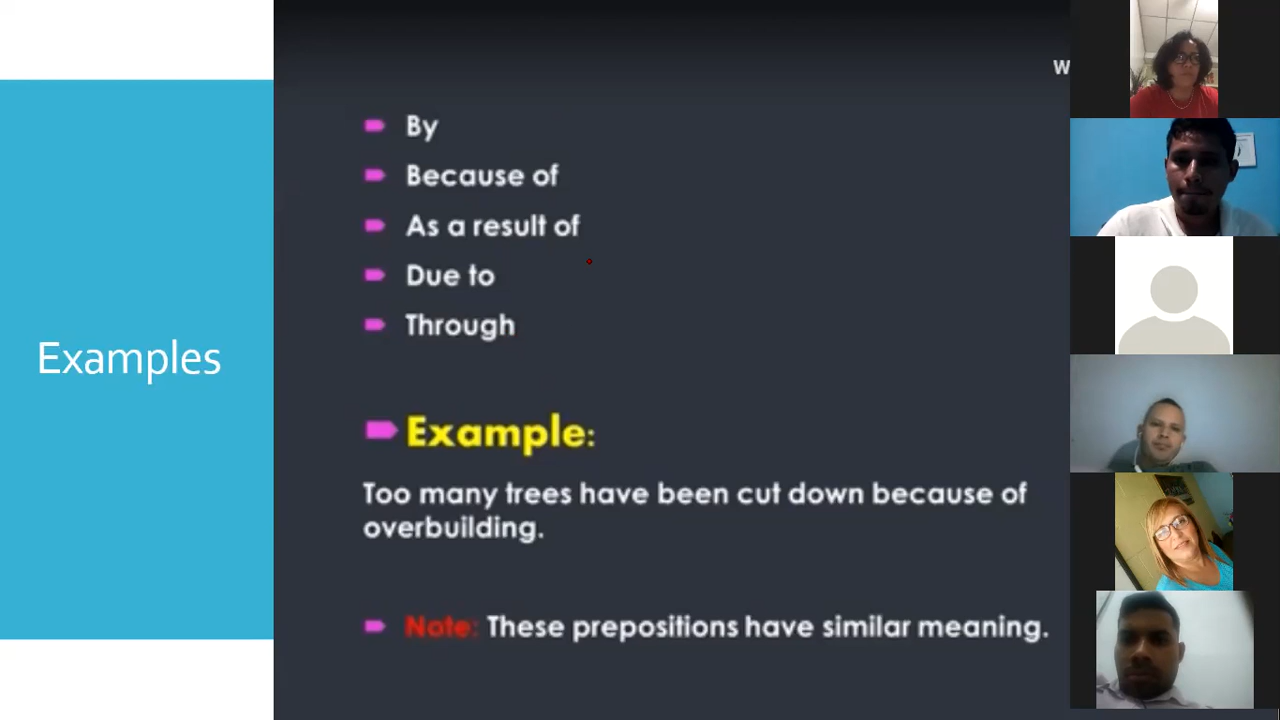 Examples
W
By
Because of
As a result of
Due to
Through
Example:
Too many trees have been cut down because of
overbuilding.
Note: These prepositions have similar meaning.